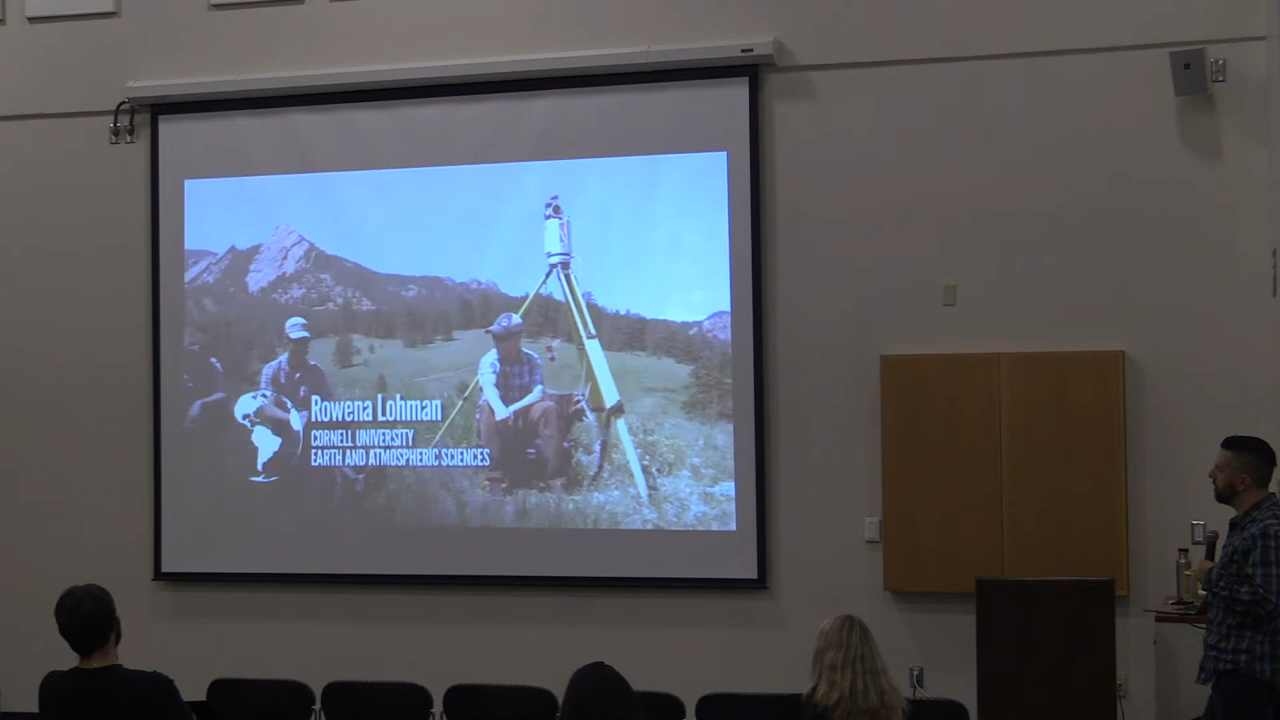 Rowena Lohman
CORNELL UNIVERSITY
EARTH AND ATMOSPHERIC SCIENCES